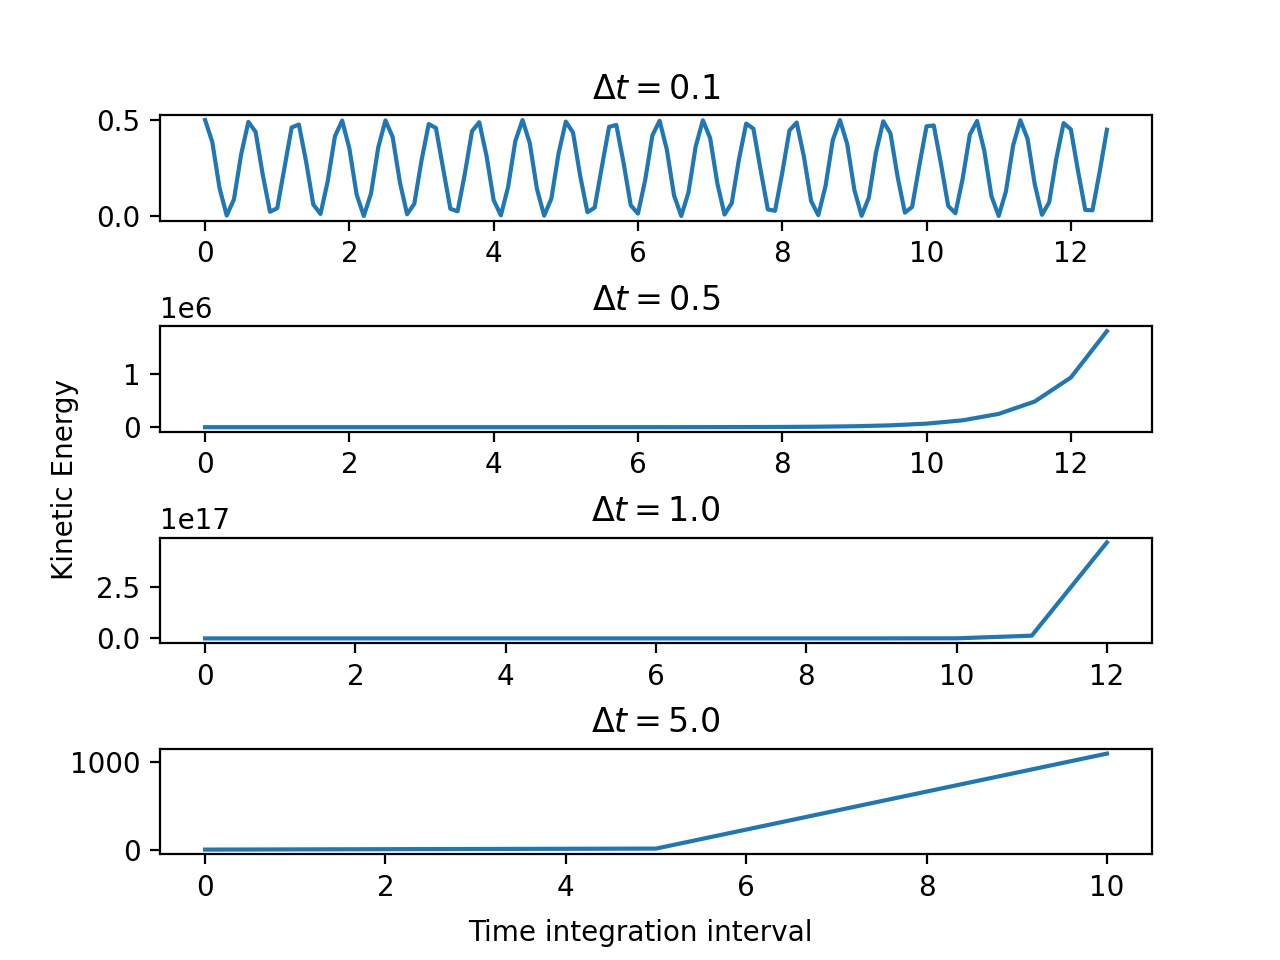 Δt = 0.1
0.5
0.0
0 2 4 6 8 10 12
Δt = 0.5
1e6
1
0
0 2 4 6 8 10 12
Kinetic Energy
Δt = 1.0
1e17
2.5
0.0
0 2 4 6 8 10 12
Δt = 5.0
1000
0
0 2 4 6 8 10
Time integration interval